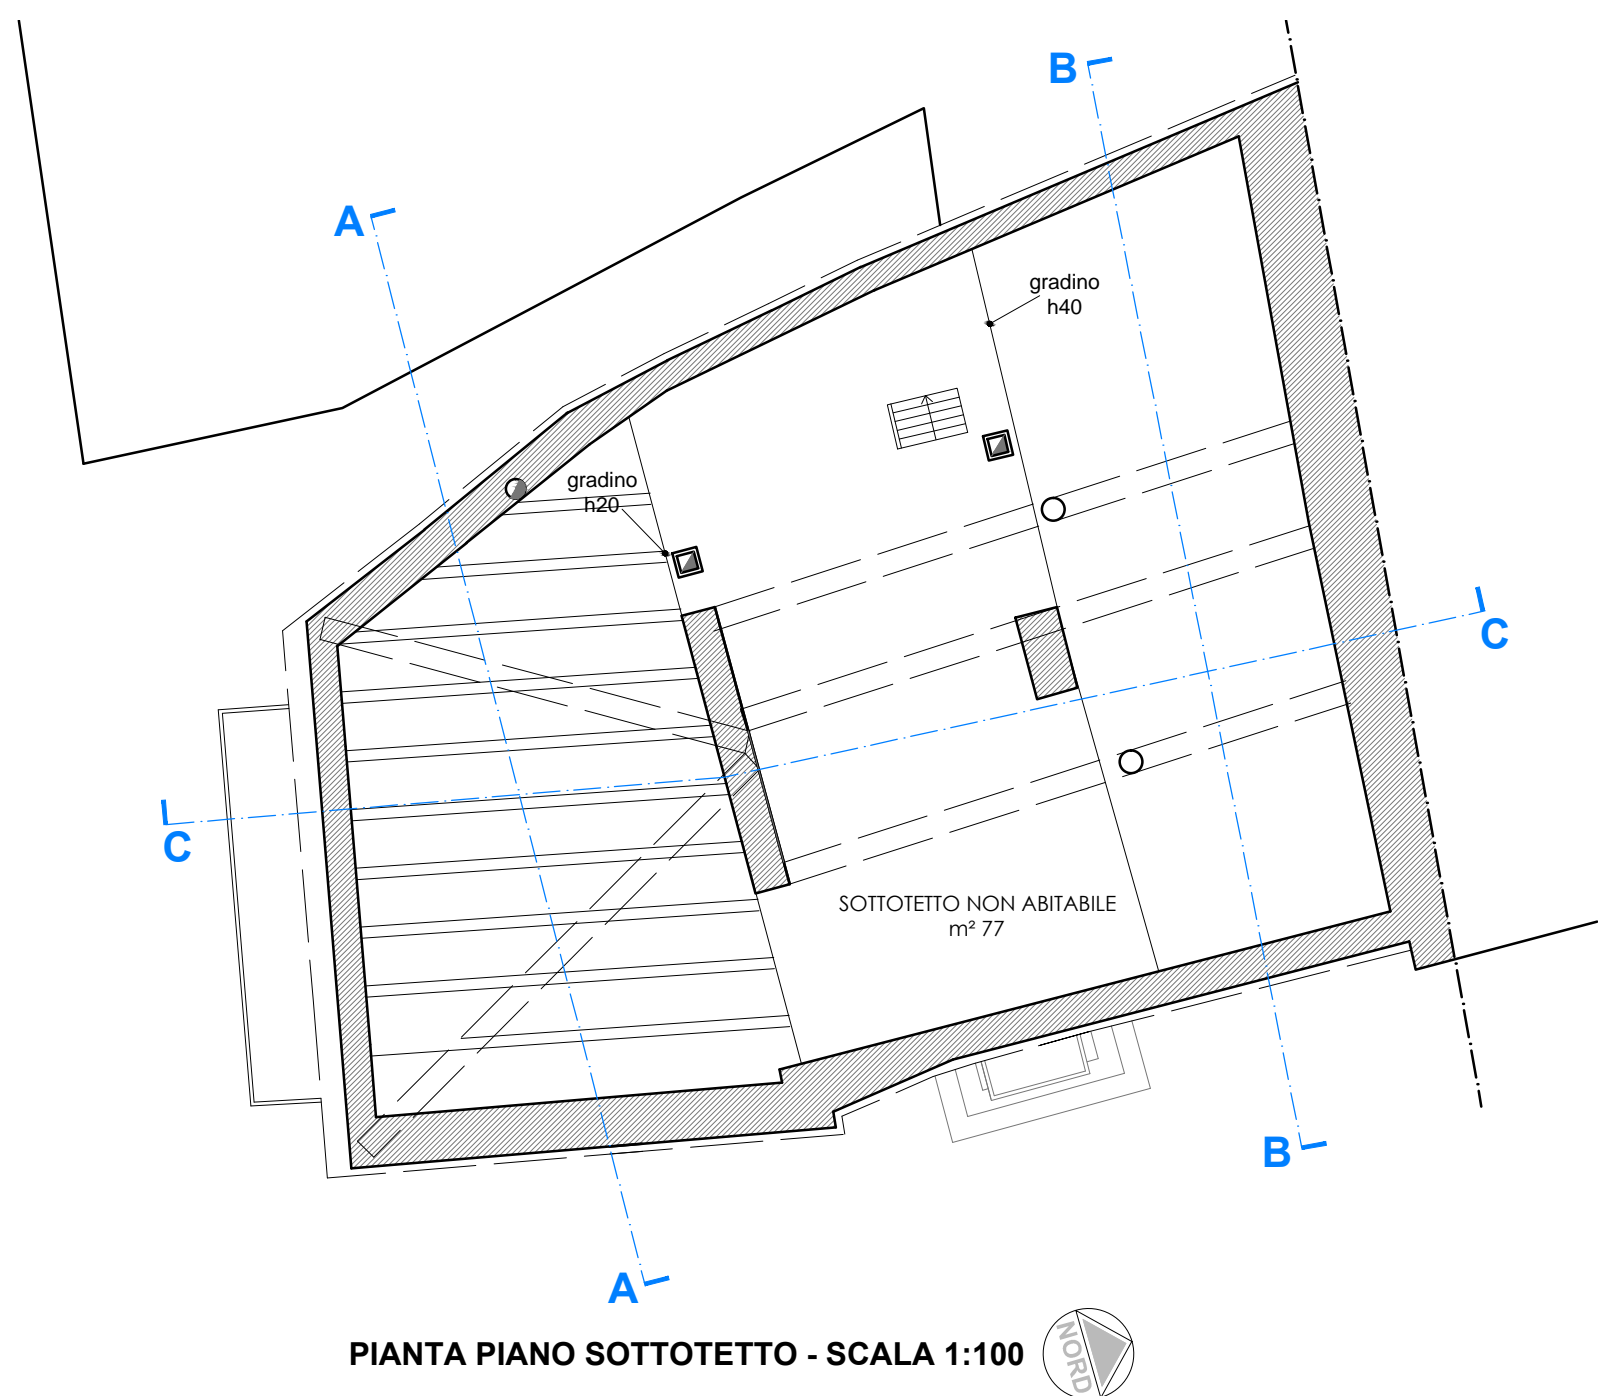 B
A
gradino
h40
gradino
h20
C
C
SOTTOTETTO NON ABITABILE
m² 77
B
A
PIANTA PIANO SOTTOTETTO - SCALA 1:100
NORD